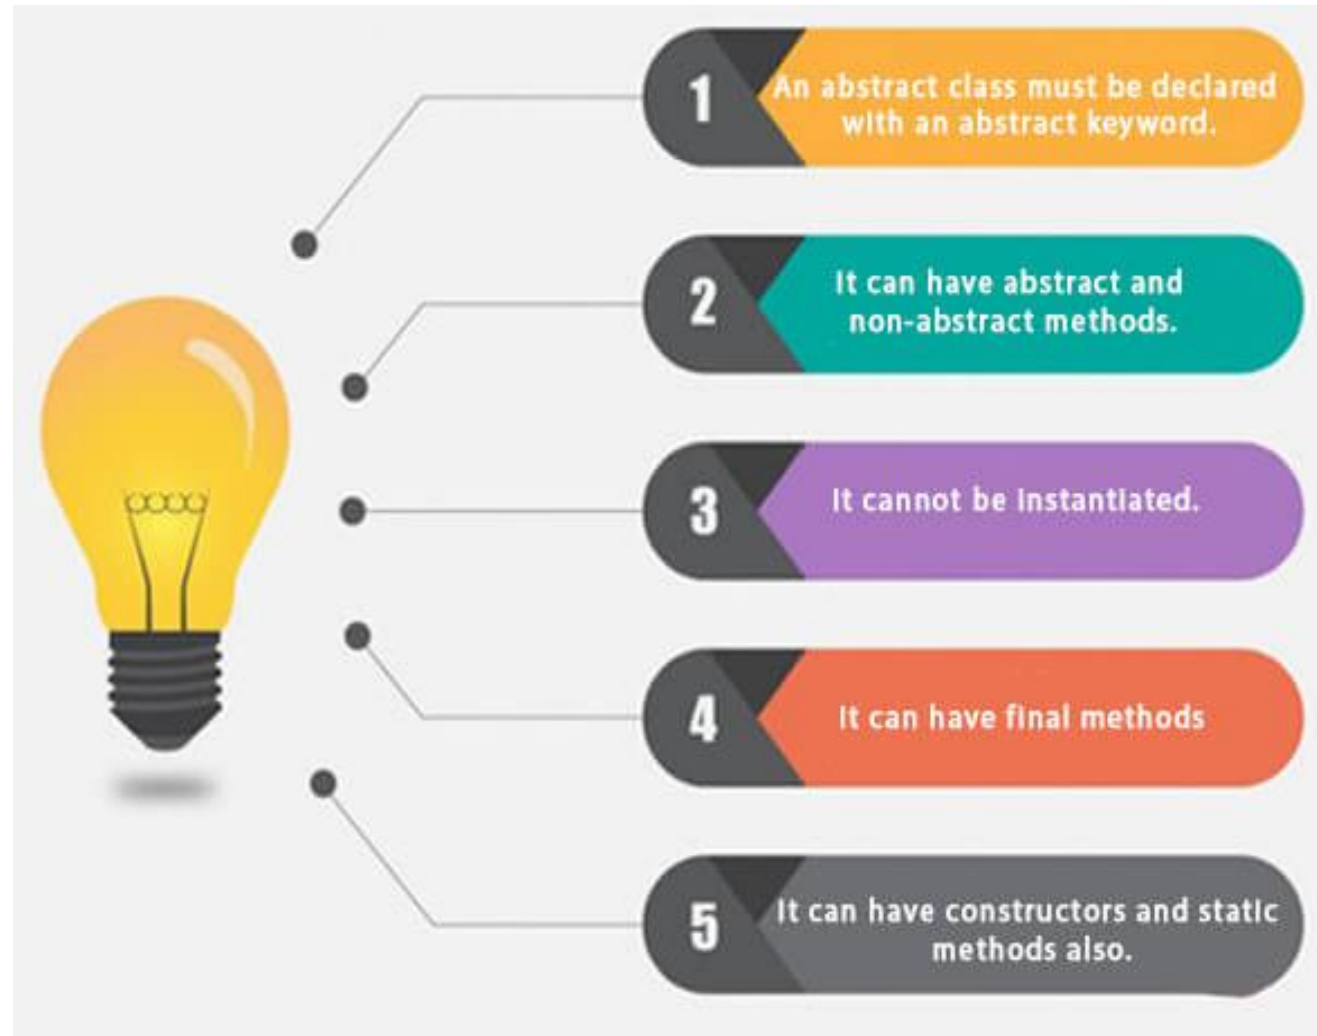 1
An abstract class must be declared
with an abstract keyword.
2
It can have abstract and
non-abstract methods.
3
It cannot be instantiated.
4
It can have final methods
5
It can have constructors and static
methods also.